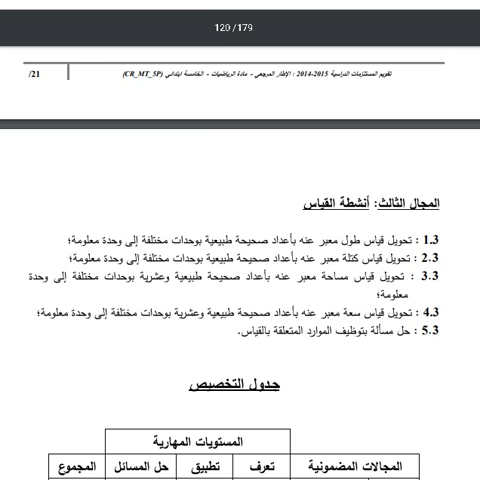 120 / 179
تقويم المستلزمات الدراسية 2015-2014 : الإطار المرجعي - مادة الرياضيات - الخامسة ابتدائي (CR_MT_5P)
21/
المجال الثالث: أنشطة القياس
1.3 : تحويل قياس طول معبر عنه بأعداد صحيحة طبيعية بوحدات مختلفة إلى وحدة معلومة؛
2.3 : تحويل قياس كتلة معبر عنه بأعداد صحيحة طبيعية بوحدات مختلفة إلى وحدة معلومة؛
3.3 : تحويل قياس مساحة معبر عنه بأعداد صحيحة طبيعية وعشرية بوحدات مختلفة إلى وحدة
معلومة؛
4.3 : تحويل قياس سعة معبر عنه بأعداد صحيحة طبيعية وعشرية بوحدات مختلفة إلى وحدة معلومة؛
5.3 : حل مسألة بتوظيف الموارد المتعلقة بالقياس.
جدول التخصيص
المستويات المهارية
المجالات المضمونية تعرف تطبيق حل المسائل المجموع